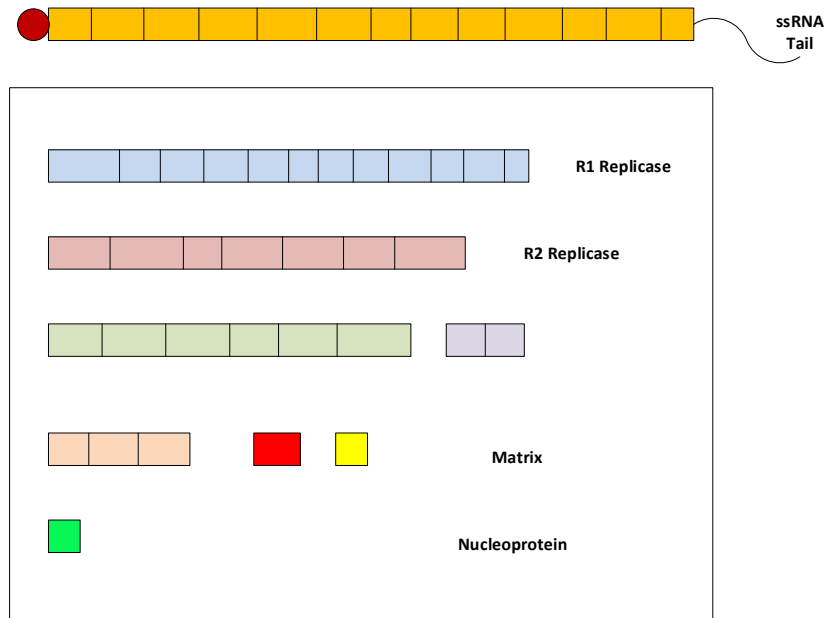 ssRNA
Tail
R1 Replicase
R2 Replicase
Matrix
Nucleoprotein